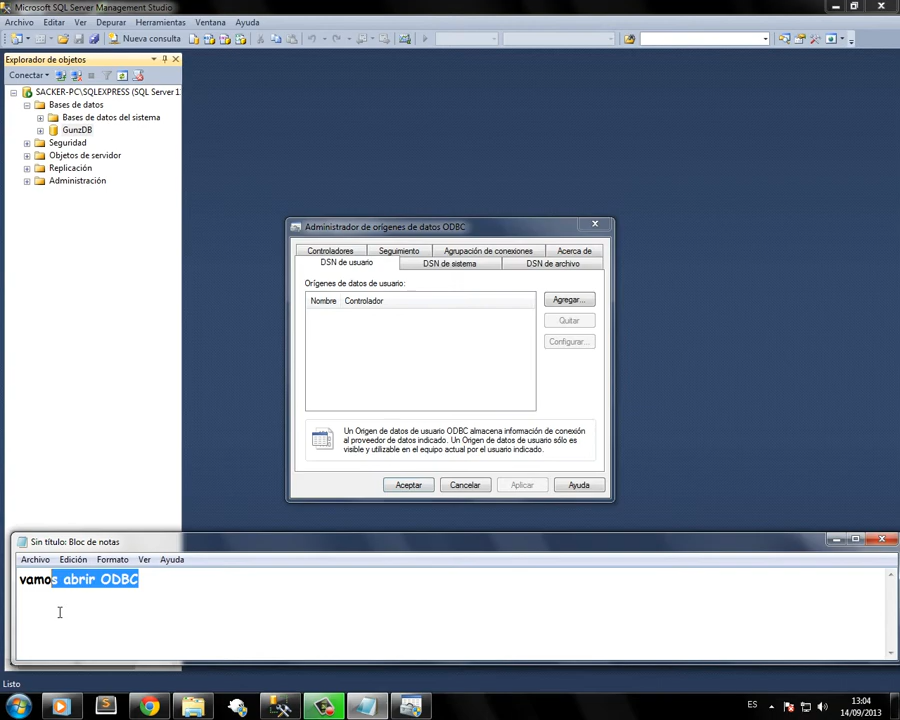 Microsoft SQL Server Management Studio
Archivo Editar Ver Depurar Herramientas Ventana Ayuda
Nueva consulta
Explorador de objetos
Conectar
SACKER-PC\SQLEXPRESS (SQL Server 1
Bases de datos
Bases de datos del sistema
GunzDB
Seguridad
Objetos de servidor
Replicación
Administración
Administrador de orígenes de datos ODBC
Controladores Seguimiento Agrupación de conexiones Acerca de
DSN de usuario DSN de sistema DSN de archivo
Orígenes de datos de usuario:
Nombre Controlador
Agregar...
Quitar
Configurar...
Un Origen de datos de usuario ODBC almacena información de conexión
al proveedor de datos indicado. Un Origen de datos de usuario sólo es
visible y utilizable en el equipo actual por el usuario indicado.
Aceptar Cancelar Aplicar Ayuda
Sin título: Bloc de notas
Archivo Edición Formato Ver Ayuda
vamos abrir ODBC
Listo
ES
13:04
14/09/2013